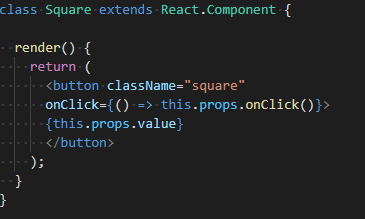 class Square extends React.Component {
render() {
return (
<button className="square"
onClick={() => this.props.onClick()}>
{this.props.value}
</button>
);
}
}